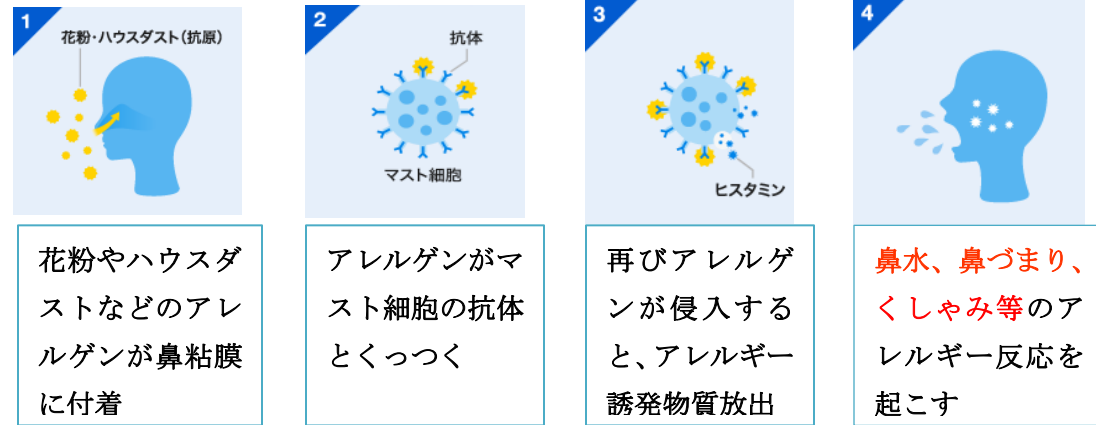 1
花粉・ハウスダスト(抗原)
2
抗体
マスト細胞
3
ヒスタミン
4
花粉やハウスダ
ストなどのアレ
ルゲンが鼻粘膜
に付着
アレルゲンがマ
スト細胞の抗体
とくっつく
再びアレルゲ
ンが侵入する
と、アレルギー
誘発物質放出
鼻水、鼻づまり、
くしゃみ等のア
レルギー反応を
起こす